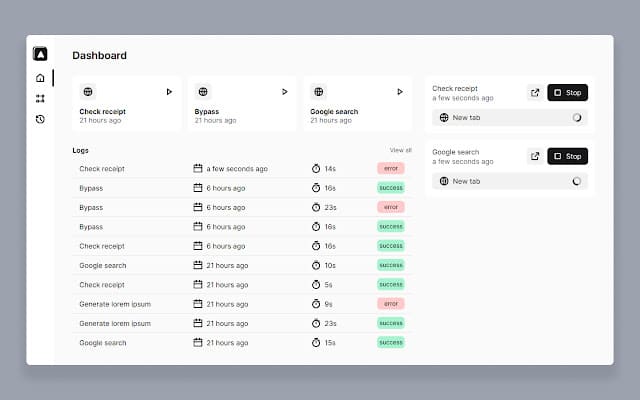 Dashboard
Check receipt
21 hours ago
Bypass
21 hours ago
Google search
21 hours ago
Logs
View all
Check receipt a few seconds ago 14s error
Bypass 6 hours ago 16s success
Bypass 6 hours ago 23s error
Bypass 6 hours ago 16s success
Check receipt 6 hours ago 16s success
Google search 21 hours ago 10s success
Check receipt 21 hours ago 5s success
Generate lorem ipsum 21 hours ago 9s error
Generate lorem ipsum 21 hours ago 23s success
Google search 21 hours ago 15s success
Check receipt
a few seconds ago
Stop
New tab
Google search
a few seconds ago
Stop
New tab